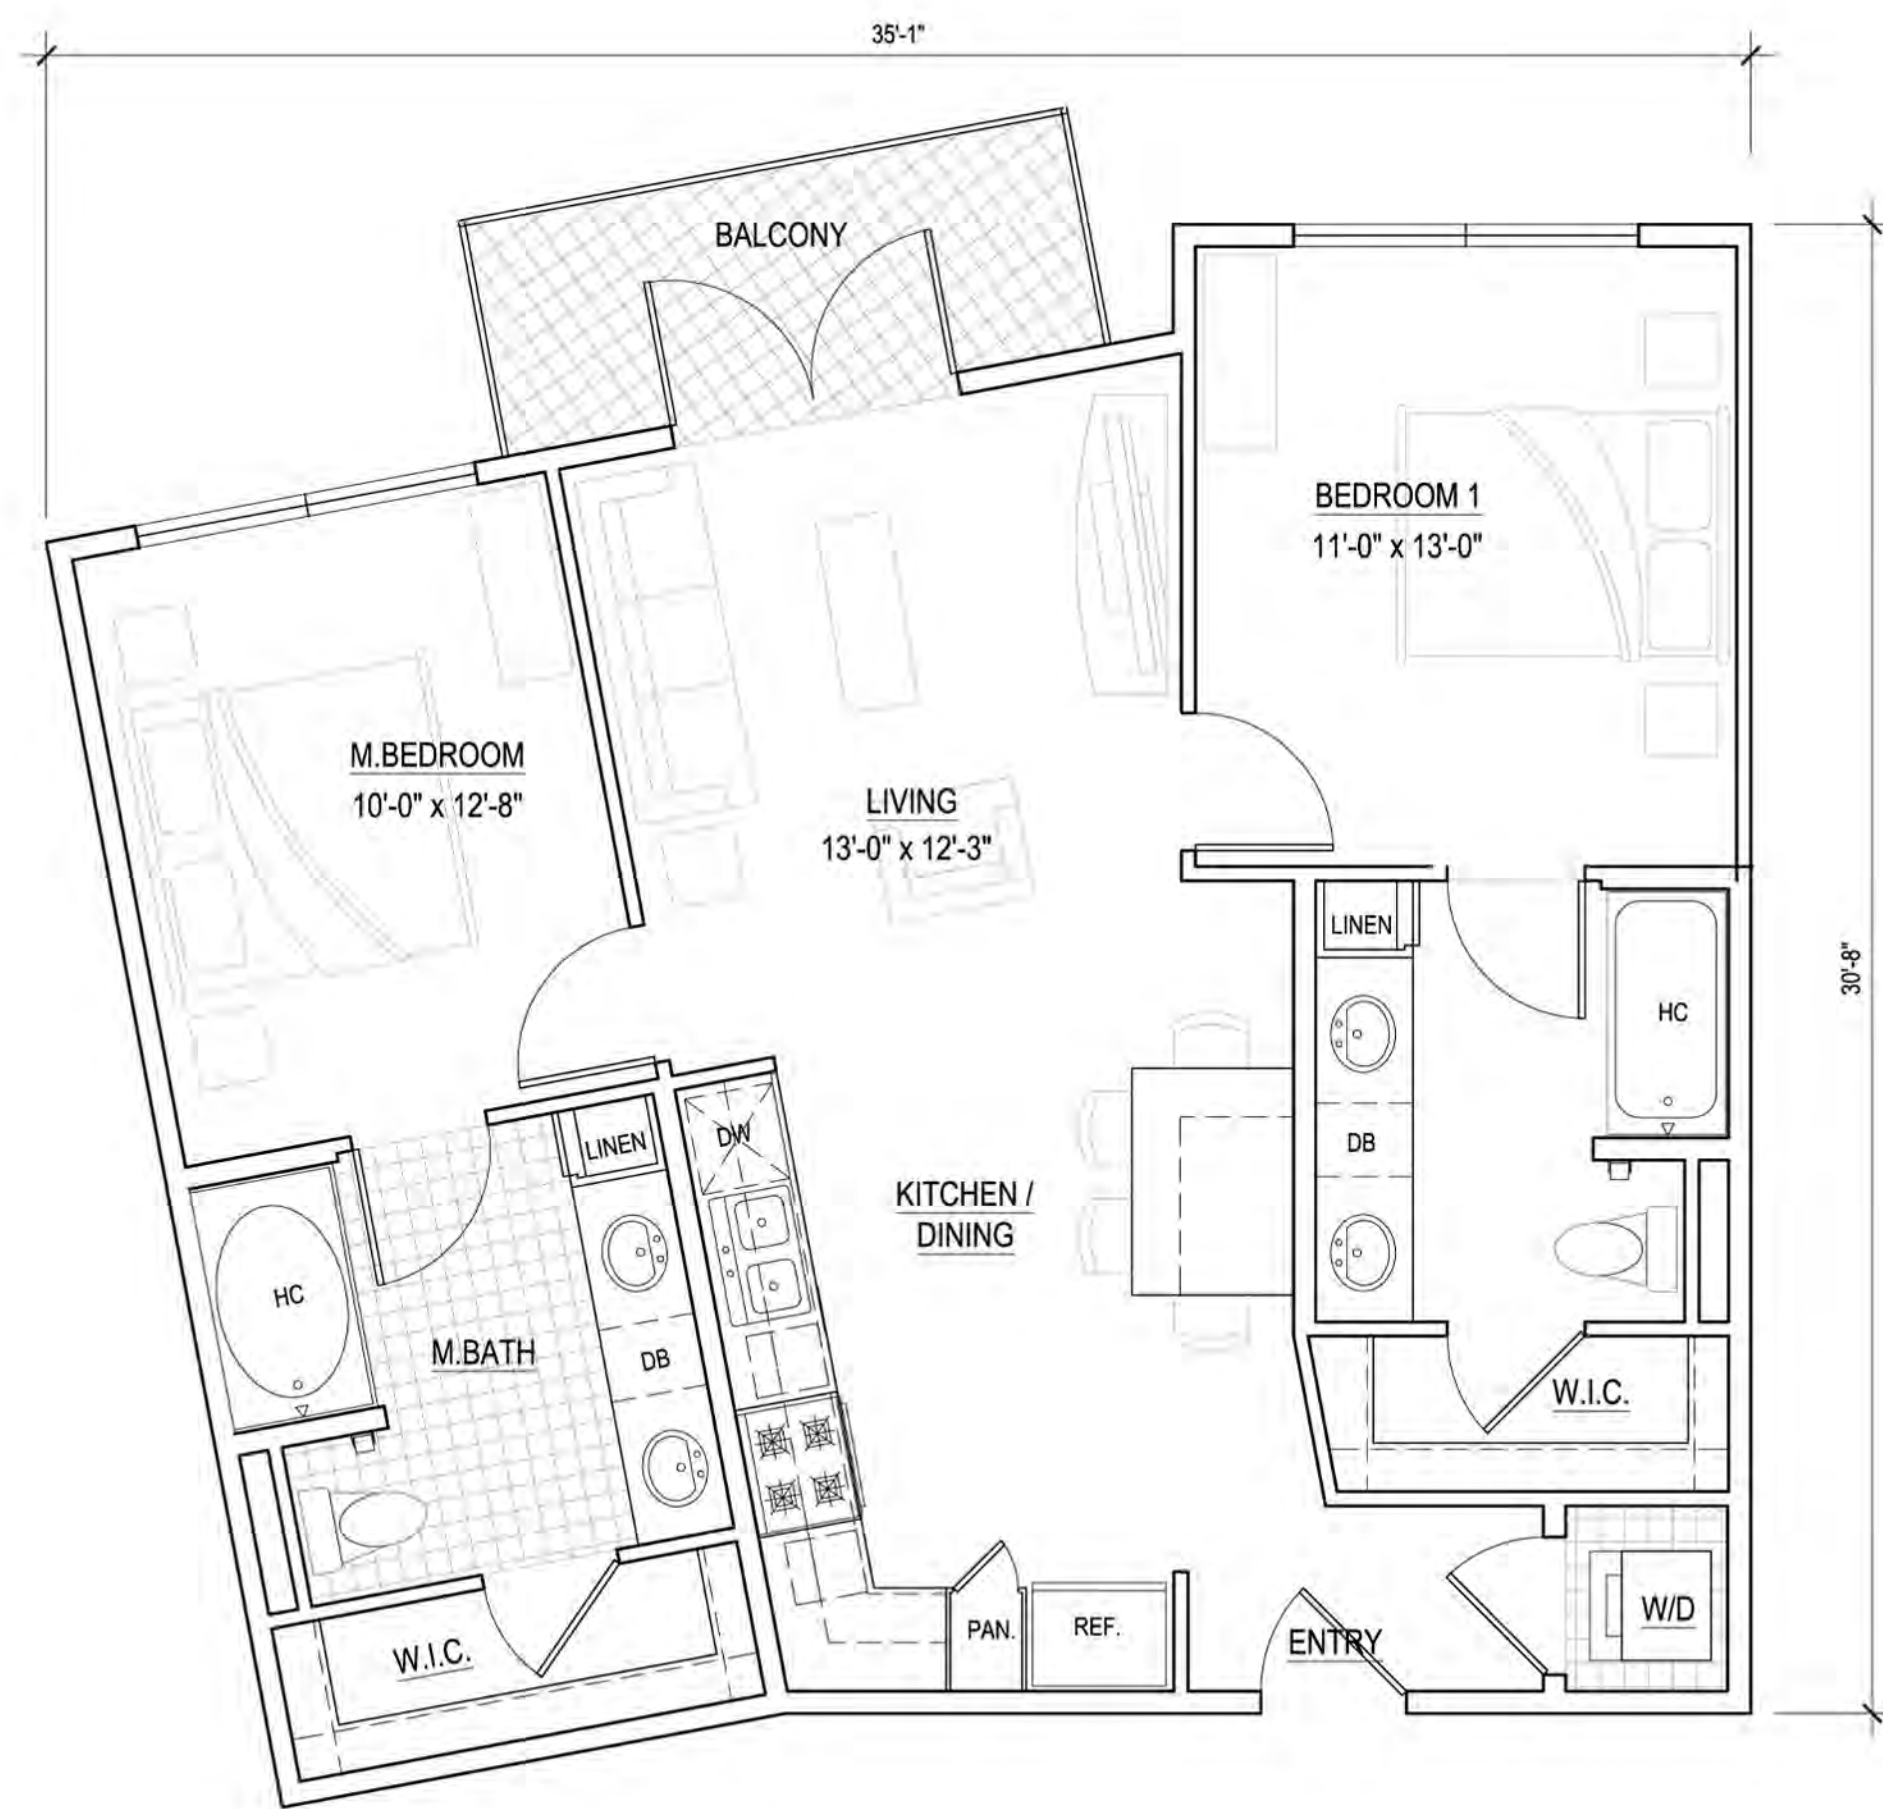 35'-1"
BALCONY
BEDROOM 1
11'-0" x 13'-0"
M.BEDROOM
10'-0" x 12'-8"
LIVING
13'-0" x 12'-3"
LINEN
HC
30'-8"
DW
LINEN
DB
KITCHEN /
DINING
HC
M.BATH
DB
W.I.C.
PAN.
REF.
ENTRY
W/D
W.I.C.